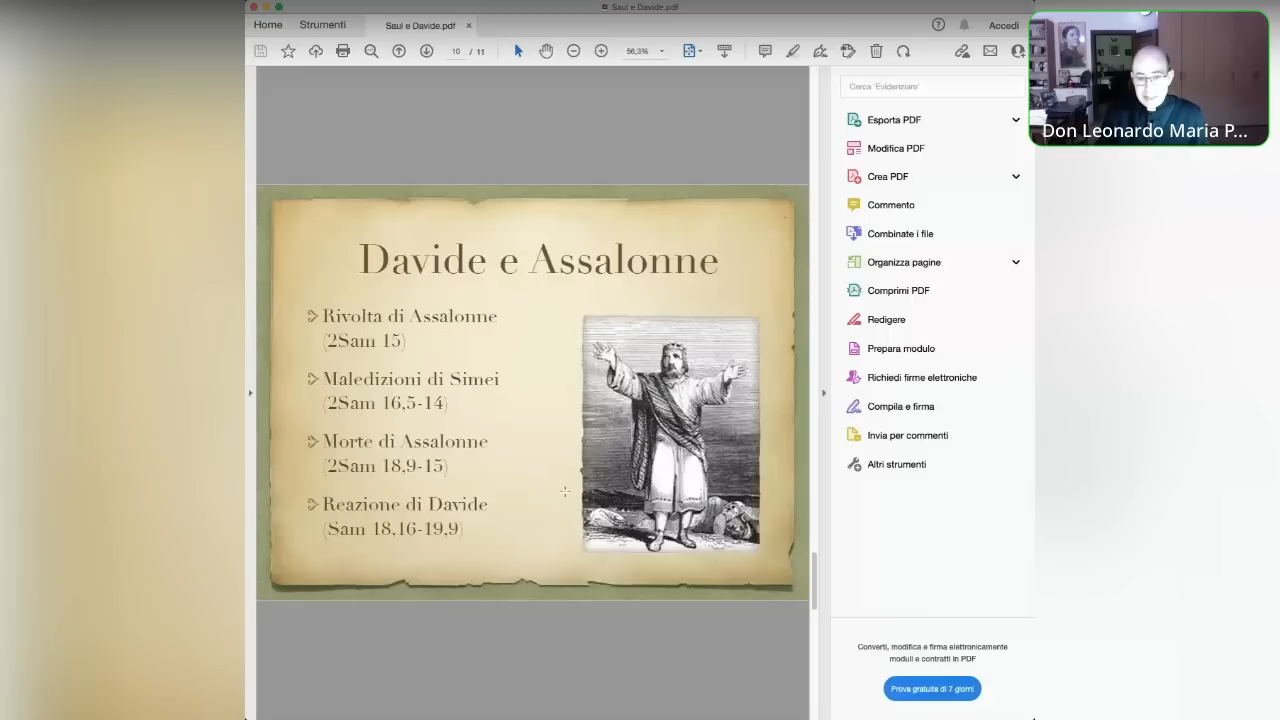 Saul e Davide.pdf
Home
Strumenti
Saul e Davide.pdf ×
Accedi
10 / 11
56,3%
Cerca 'Evidenziare'
Esporta PDF
Modifica PDF
Crea PDF
Commento
Combinate i file
Organizza pagine
Comprimi PDF
Redigere
Prepara modulo
Richiedi firme elettroniche
Compila e firma
Invia per commenti
Altri strumenti
Converti, modifica e firma elettronicamente
moduli e contratti in PDF
Prova gratuita di 7 giorni
Don Leonardo Maria P...
Davide e Assalonne
Rivolta di Assalonne
(2Sam 15)
Maledizioni di Simei
(2Sam 16,5-14)
Morte di Assalonne
(2Sam 18,9-15)
Reazione di Davide
(Sam 18,16-19,9)